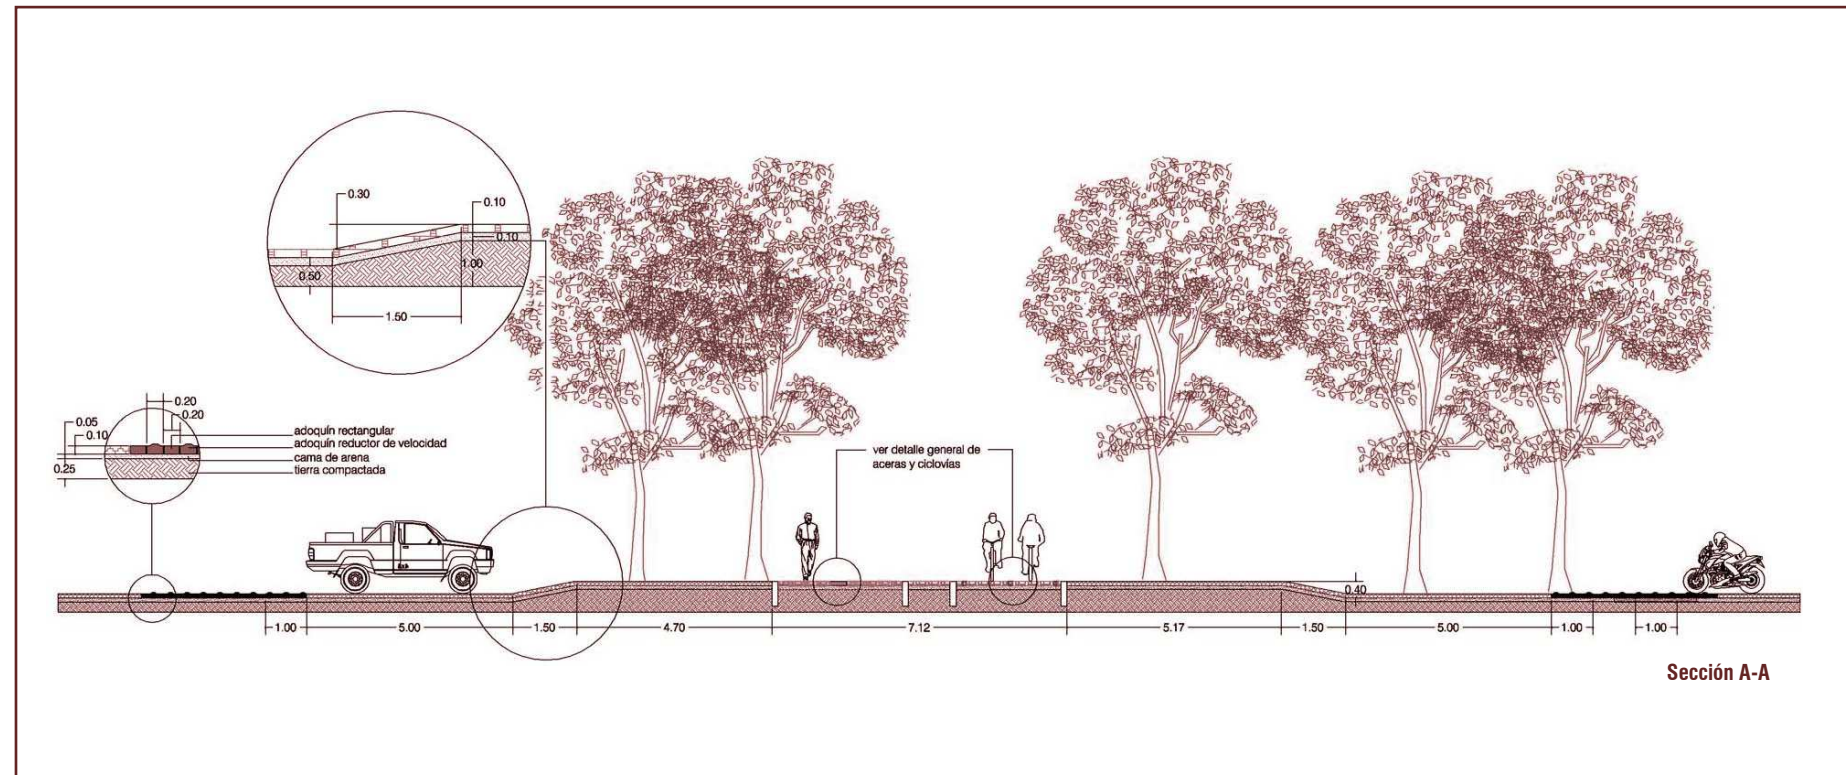 0.30
0.10
0.10
0.50
1.00
1.50
0.20
0.20
0.05
0.10
0.25
adoquín rectangular
adoquín reductor de velocidad
cama de arena
tierra compactada
ver detalle general de
aceras y ciclovías
0.40
1.00 5.00 1.50 4.70 7.12 5.17 1.50 5.00 1.00 1.00
Sección A-A